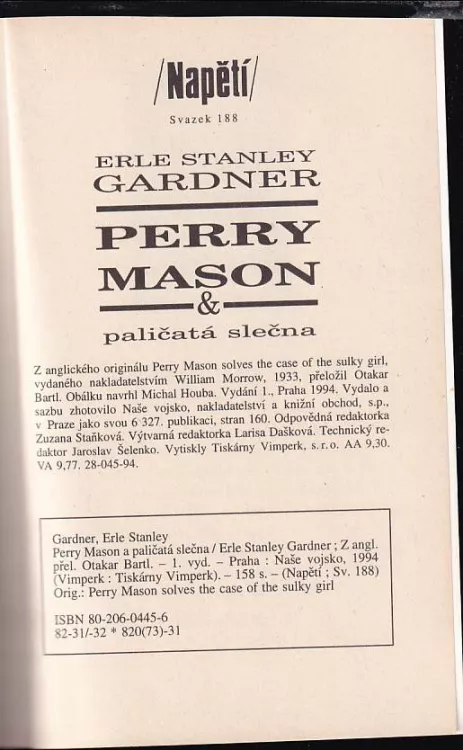 /Napětí/
Svazek 188
ERLE STANLEY
GARDNER
PERRY
MASON
&
paličatá slečna
Z anglického originálu Perry Mason solves the case of the sulky girl,
vydaného nakladatelstvím William Morrow, 1933, přeložil Otakar
Bartl. Obálku navrhl Michal Houba. Vydání 1., Praha 1994. Vydalo a
sazbu zhotovilo Naše vojsko, nakladatelství a knižní obchod, s.p.,
v Praze jako svou 6 327. publikaci, stran 160. Odpovědná redaktorka
Zuzana Staňková. Výtvarná redaktorka Larisa Dašková. Technický re-
daktor Jaroslav Šelenko. Vytiskly Tiskárny Vimperk, s.r.o. AA 9,30.
VA 9,77. 28-045-94.
Gardner, Erle Stanley
Perry Mason a paličatá slečna / Erle Stanley Gardner ; Z angl.
přel. Otakar Bartl. – 1. vyd. – Praha : Naše vojsko, 1994
(Vimperk : Tiskárny Vimperk). – 158 s. – (Napětí ; Sv. 188)
Orig.: Perry Mason solves the case of the sulky girl
ISBN 80-206-0445-6
82-31/-32 * 820(73)-31